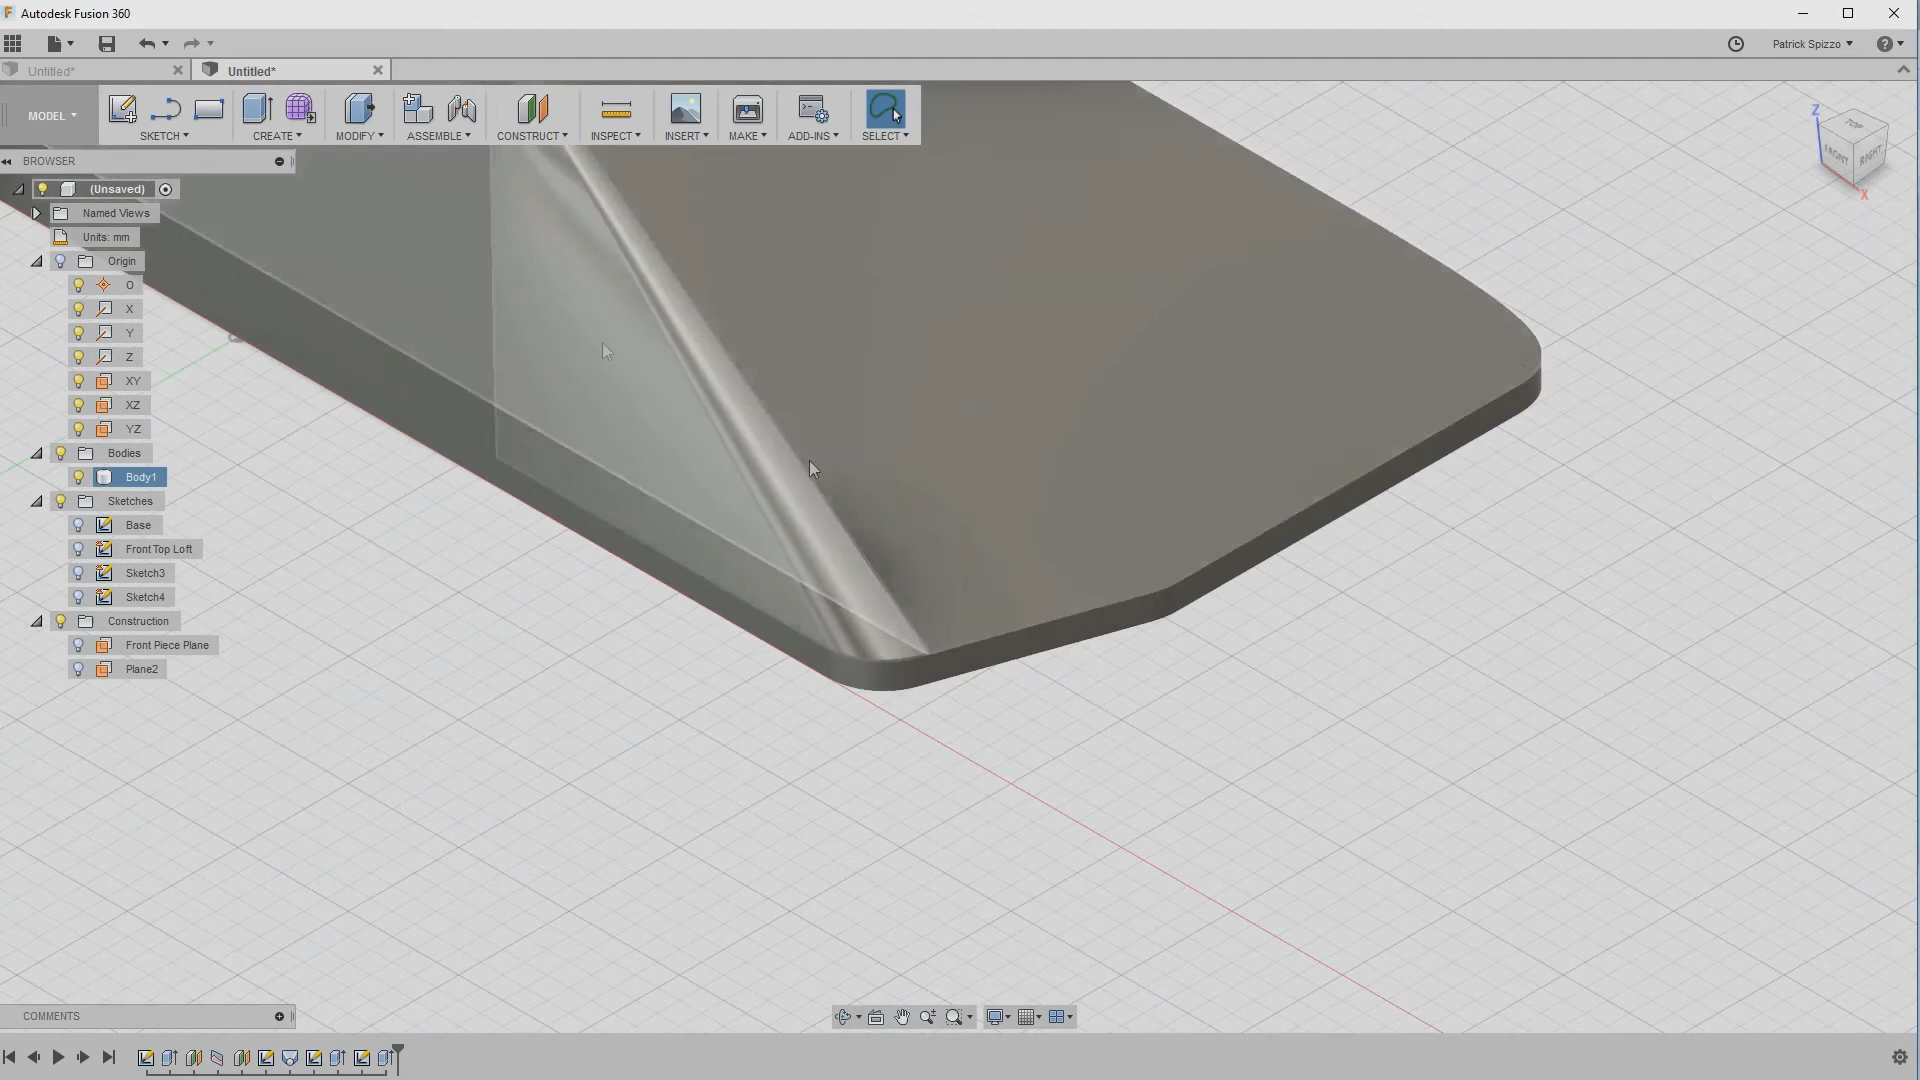 Autodesk Fusion 360
Patrick Spizzo
Untitled*
Untitled*
MODEL
SKETCH
CREATE
MODIFY
ASSEMBLE
CONSTRUCT
INSPECT
INSERT
MAKE
ADD-INS
SELECT
Z
TOP
FRONT
RIGHT
X
BROWSER
(Unsaved)
Named Views
Units: mm
Origin
O
X
Y
Z
XY
XZ
YZ
Bodies
Body1
Sketches
Base
Front Top Loft
Sketch3
Sketch4
Construction
Front Piece Plane
Plane2
COMMENTS